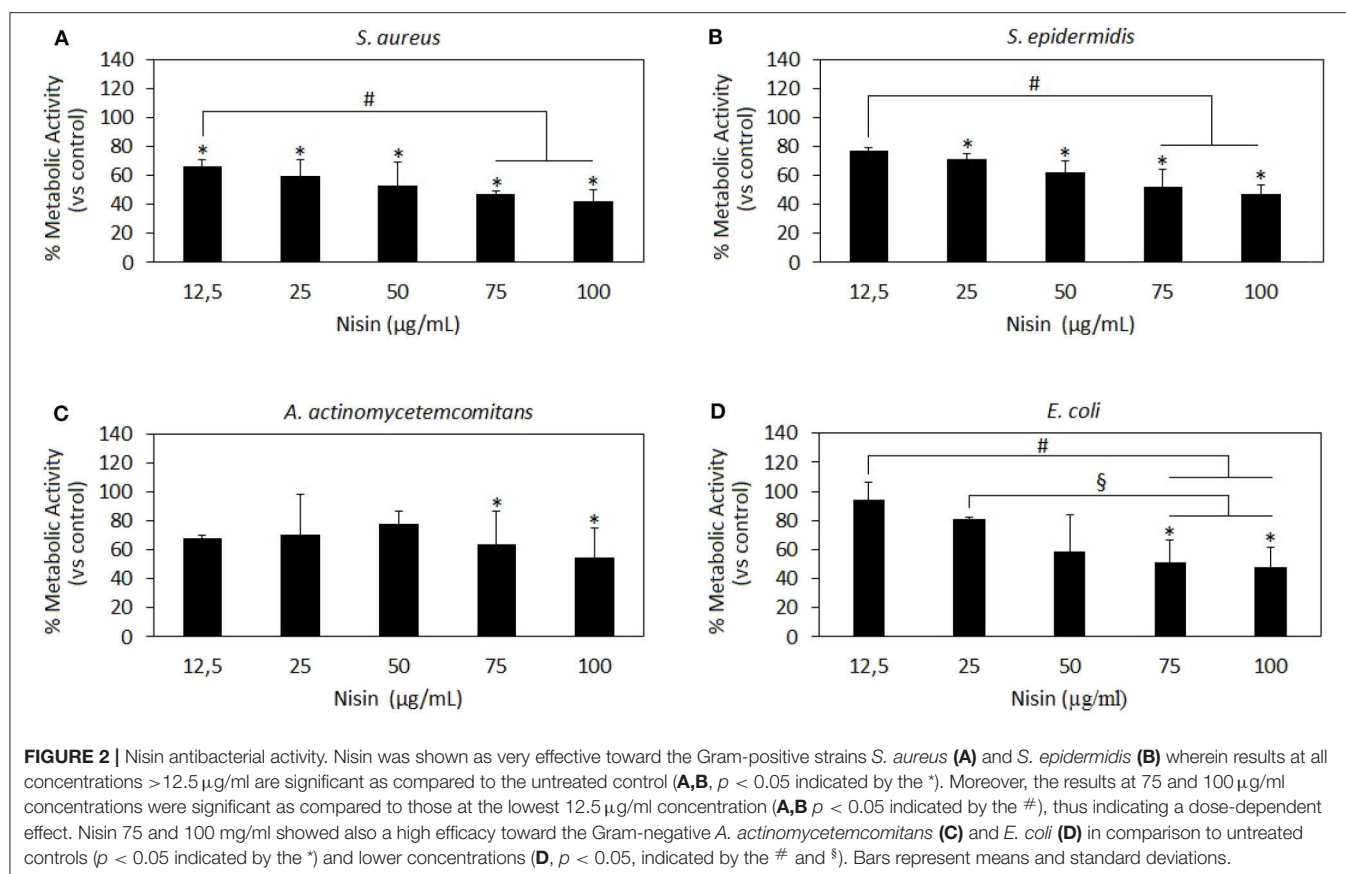 A
S. aureus
% Metabolic Activity
(vs control)
140
120
100
80
60
40
20
0
#
*
*
*
*
*
12,5 25 50 75 100
Nisin (µg/mL)
B
S. epidermidis
% Metabolic Activity
(vs control)
140
120
100
80
60
40
20
0
#
*
*
*
*
12,5 25 50 75 100
Nisin (µg/mL)
C
A. actinomycetemcomitans
% Metabolic Activity
(vs control)
140
120
100
80
60
40
20
0
*
*
12,5 25 50 75 100
Nisin (µg/mL)
D
E. coli
% Metabolic Activity
(vs control)
140
120
100
80
60
40
20
0
#
§
*
*
12,5 25 50 75 100
Nisin (µg/ml)
FIGURE 2 | Nisin antibacterial activity. Nisin was shown as very effective toward the Gram-positive strains S. aureus (A) and S. epidermidis (B) wherein results at all
concentrations >12.5 µg/ml are significant as compared to the untreated control (A,B, p < 0.05 indicated by the *). Moreover, the results at 75 and 100 µg/ml
concentrations were significant as compared to those at the lowest 12.5 µg/ml concentration (A,B p < 0.05 indicated by the #), thus indicating a dose-dependent
effect. Nisin 75 and 100 mg/ml showed also a high efficacy toward the Gram-negative A. actinomycetemcomitans (C) and E. coli (D) in comparison to untreated
controls (p < 0.05 indicated by the *) and lower concentrations (D, p < 0.05, indicated by the # and §). Bars represent means and standard deviations.